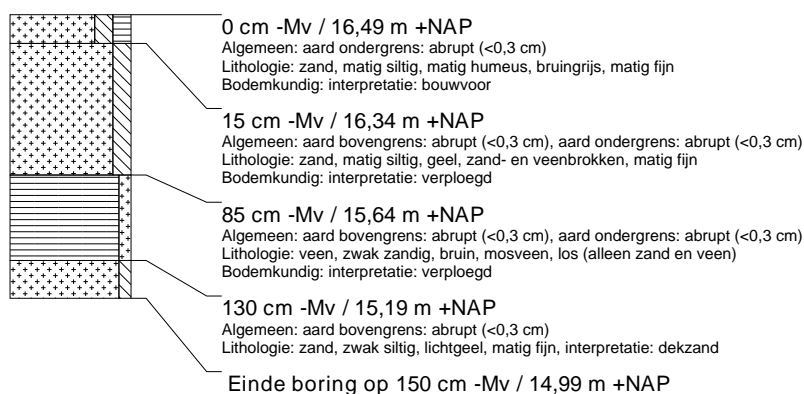 0 cm -Mv / 16,49 m +NAP
Algemeen: aard ondergrens: abrupt (<0,3 cm)
Lithologie: zand, matig siltig, matig humeus, bruingrijs, matig fijn
Bodemkundig: interpretatie: bouwvoor
15 cm -Mv / 16,34 m +NAP
Algemeen: aard bovengrens: abrupt (<0,3 cm), aard ondergrens: abrupt (<0,3 cm)
Lithologie: zand, matig siltig, geel, zand- en veenbrokken, matig fijn
Bodemkundig: interpretatie: verploegd
85 cm -Mv / 15,64 m +NAP
Algemeen: aard bovengrens: abrupt (<0,3 cm), aard ondergrens: abrupt (<0,3 cm)
Lithologie: veen, zwak zandig, bruin, mosveen, los (alleen zand en veen)
Bodemkundig: interpretatie: verploegd
130 cm -Mv / 15,19 m +NAP
Algemeen: aard bovengrens: abrupt (<0,3 cm)
Lithologie: zand, zwak siltig, lichtgeel, matig fijn, interpretatie: dekzand
Einde boring op 150 cm -Mv / 14,99 m +NAP